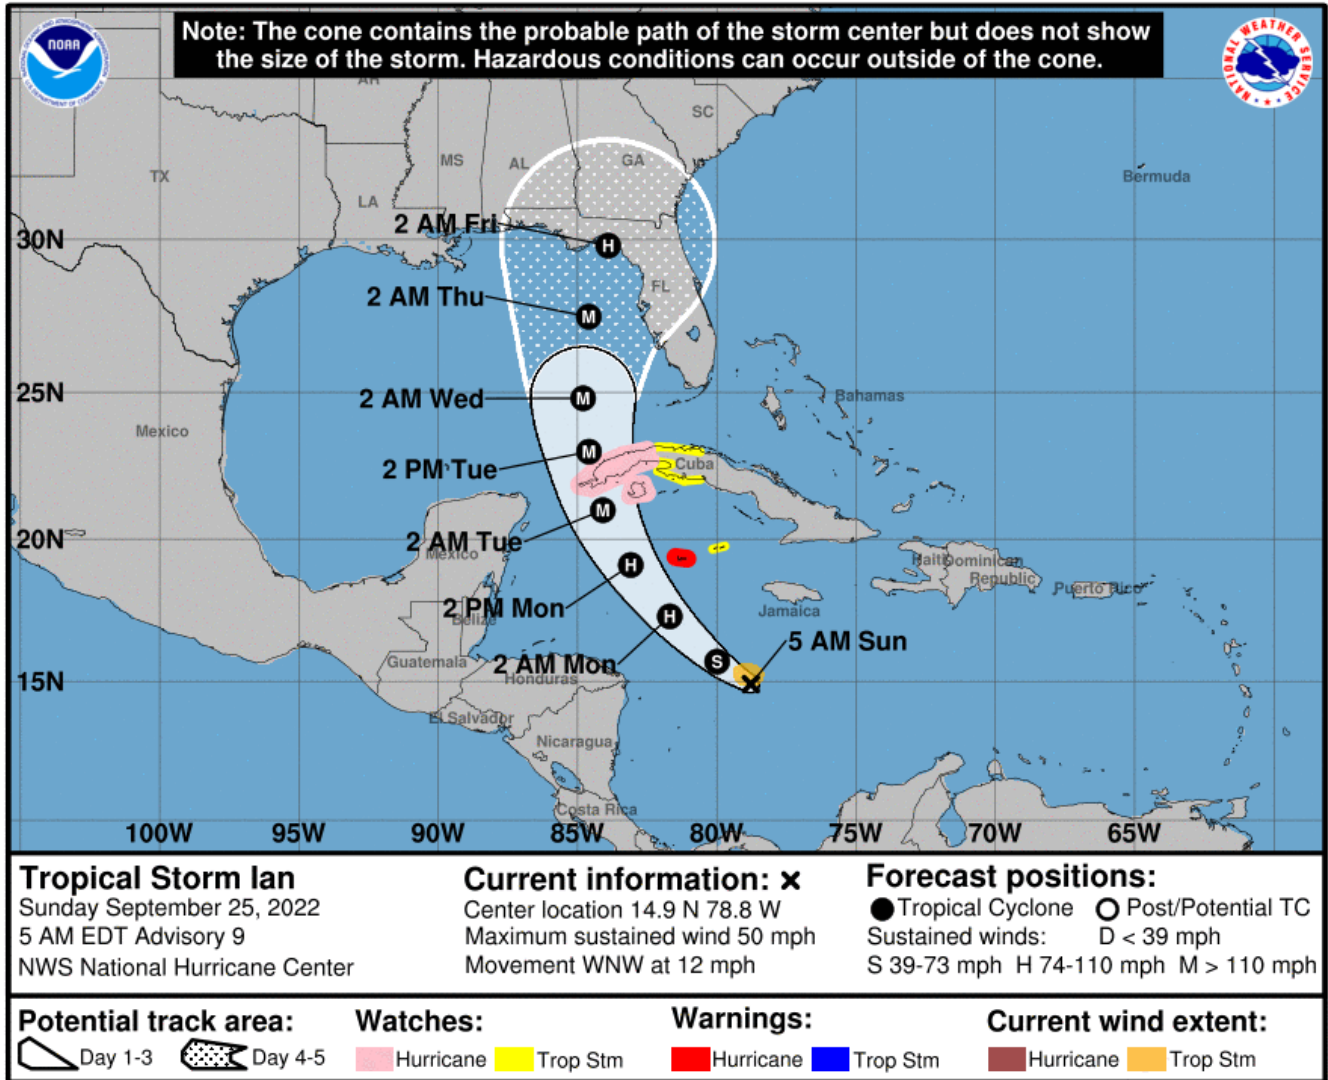 Note: The cone contains the probable path of the storm center but does not show
the size of the storm. Hazardous conditions can occur outside of the cone.
NOAA
NATIONAL WEATHER SERVICE
AR
SC
MS
AL
GA
TX
LA
Bermuda
2 AM Fri
30N
FL
2 AM Thu
25N
2 AM Wed
Bahamas
Mexico
2 PM Tue
Cuba
20N
2 AM Tue
Mexico
Haiti
Dominican
Republic
Puerto Rico
2 PM Mon
Jamaica
Belize
5 AM Sun
Guatemala
2 AM Mon
Honduras
15N
El Salvador
Nicaragua
Costa Rica
H
M
M
M
M
H
H
S
100W 95W 90W 85W 80W 75W 70W 65W
Tropical Storm Ian
Sunday September 25, 2022
5 AM EDT Advisory 9
NWS National Hurricane Center
Current information: x
Center location 14.9 N 78.8 W
Maximum sustained wind 50 mph
Movement WNW at 12 mph
Forecast positions:
Tropical Cyclone Post/Potential TC
Sustained winds: D < 39 mph
S 39-73 mph H 74-110 mph M > 110 mph
Potential track area:
Day 1-3 Day 4-5
Watches:
Hurricane Trop Stm
Warnings:
Hurricane Trop Stm
Current wind extent:
Hurricane Trop Stm